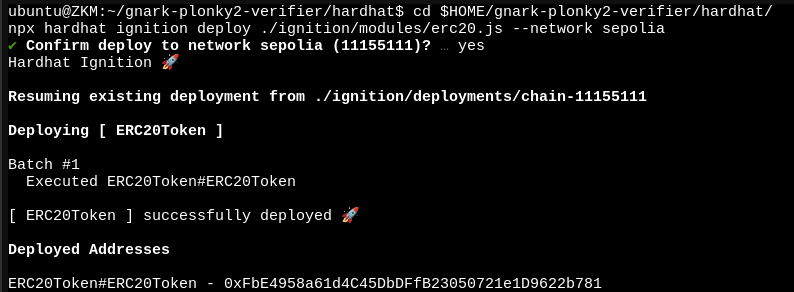 ubuntu@ZKM:~/gnark-plonky2-verifier/hardhat$ cd $HOME/gnark-plonky2-verifier/hardhat/
npx hardhat ignition deploy ./ignition/modules/erc20.js --network sepolia
✔ Confirm deploy to network sepolia (11155111)? … yes
Hardhat Ignition 🚀
Resuming existing deployment from ./ignition/deployments/chain-11155111
Deploying [ ERC20Token ]
Batch #1
  Executed ERC20Token#ERC20Token
[ ERC20Token ] successfully deployed 🚀
Deployed Addresses
ERC20Token#ERC20Token - 0xFbE4958a61d4C45DbDFfB23050721e1D9622b781